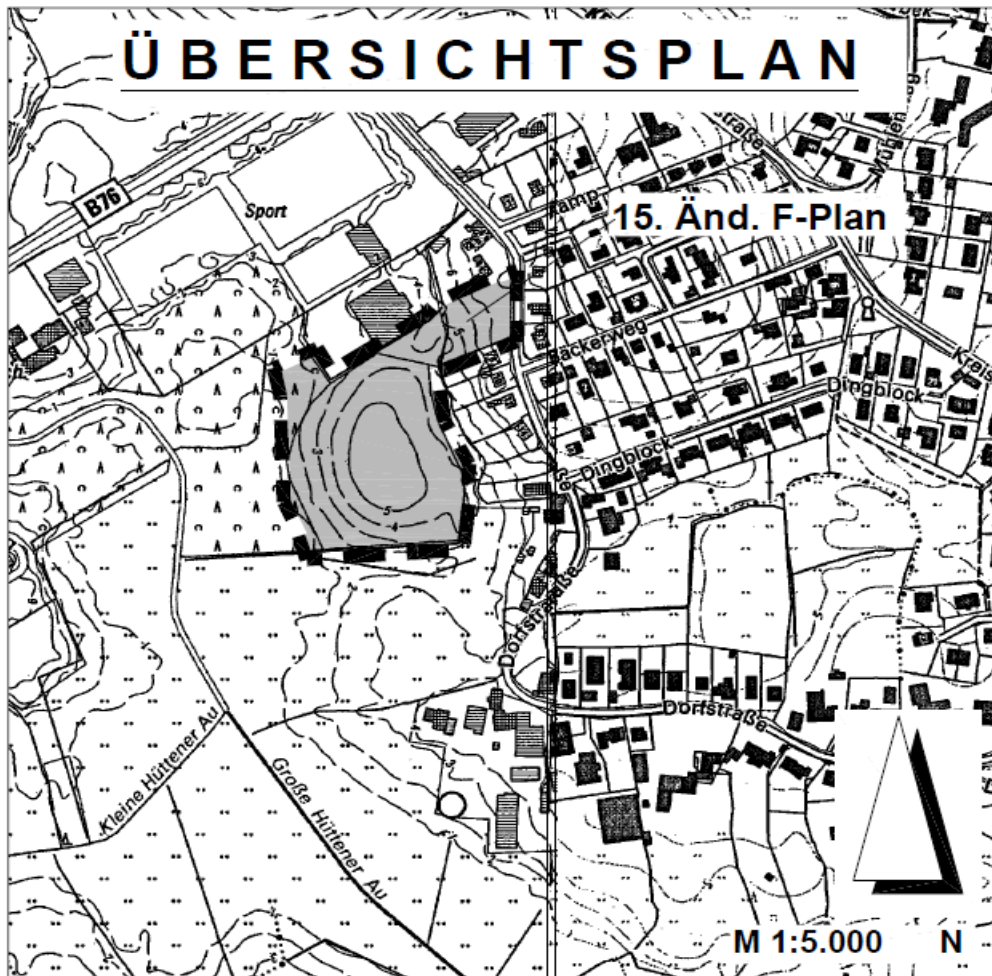 ÜBERSICHTSPLAN
B76
Sport
15. Änd. F-Plan
Kamp
Dingblock
Dingblock
Dorfstraße
Dorfstraße
Kleine Hüttener Au
Große Hüttener Au
M 1:5.000 N